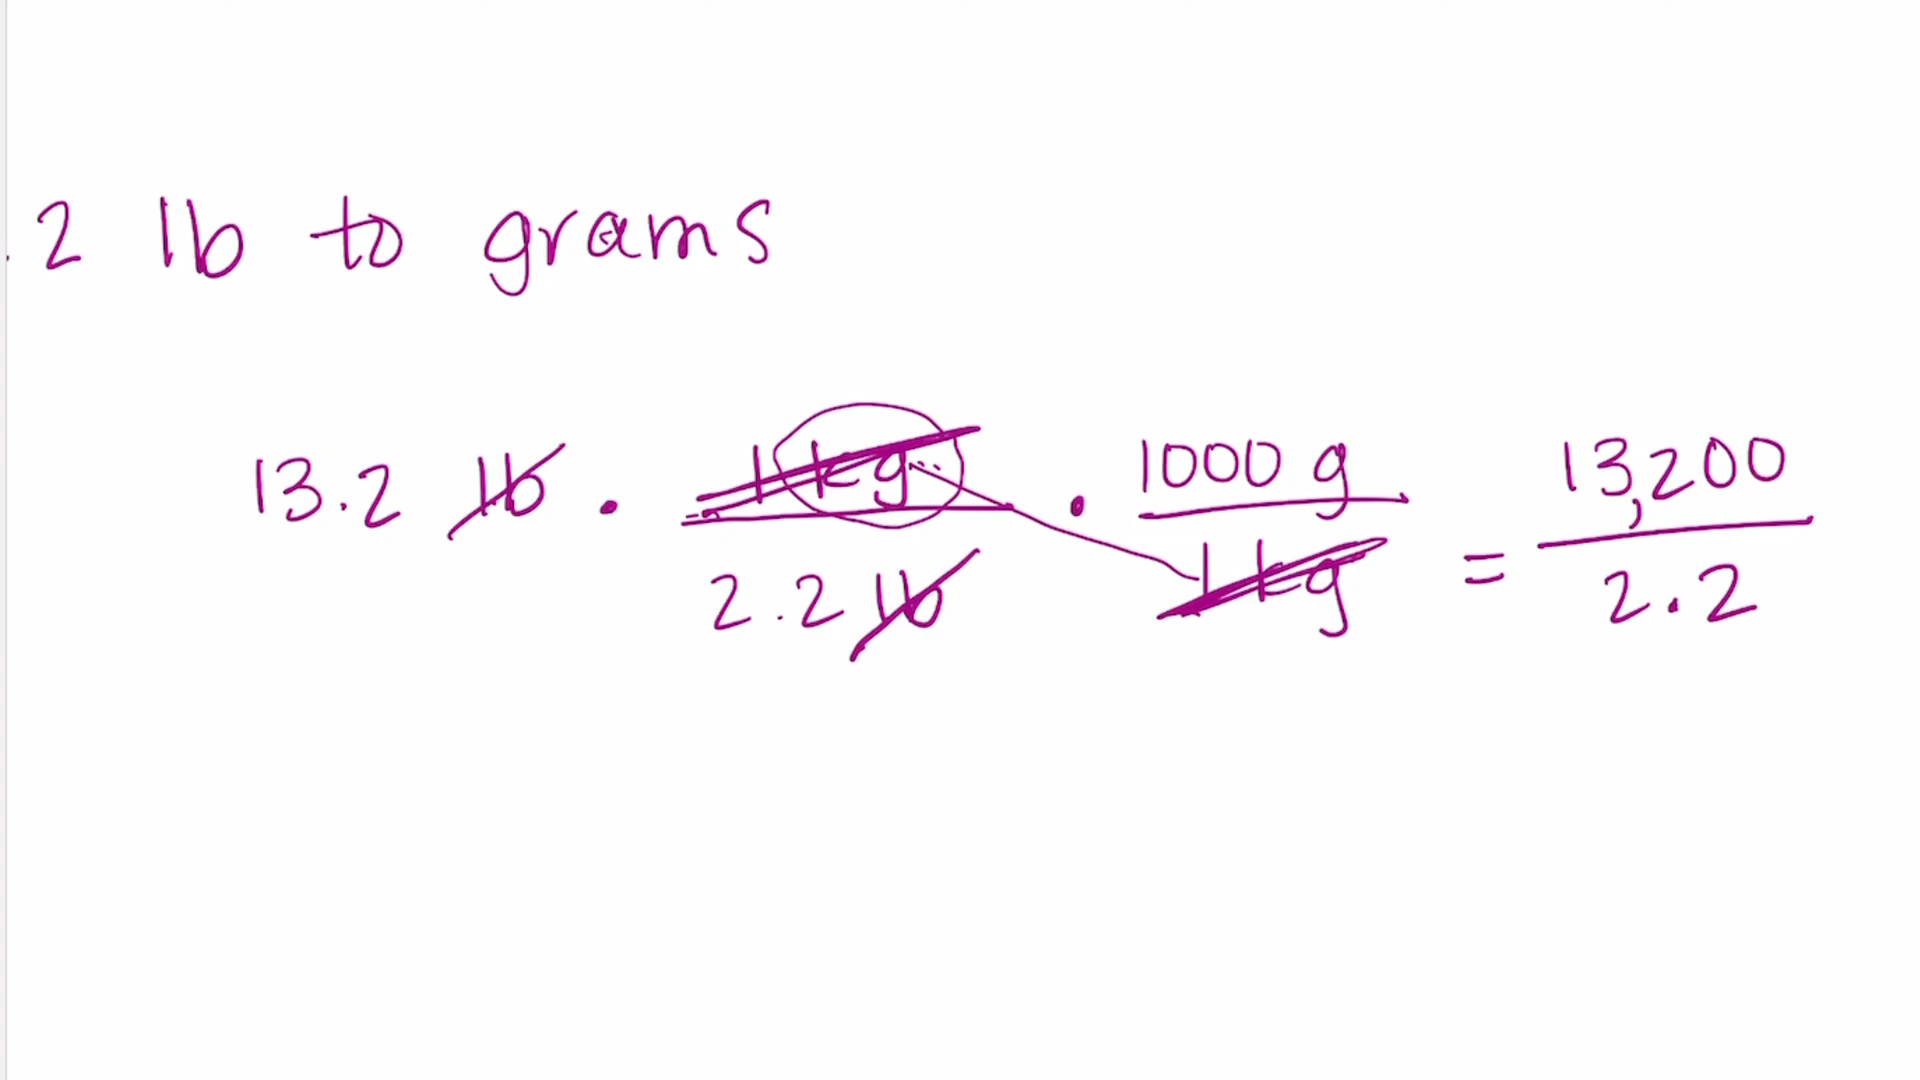 .2 lb to grams
13.2 lb · 1 kg / 2.2 lb · 1000 g / 1 kg = 13,200 / 2.2